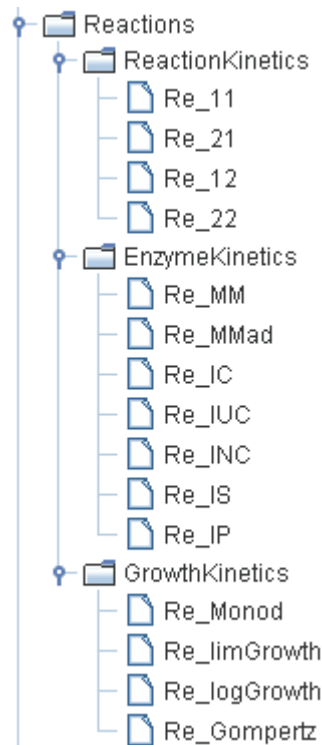 Reactions
ReactionKinetics
Re_11
Re_21
Re_12
Re_22
EnzymeKinetics
Re_MM
Re_MMad
Re_IC
Re_IUC
Re_INC
Re_IS
Re_IP
GrowthKinetics
Re_Monod
Re_limGrowth
Re_logGrowth
Re_Gompertz